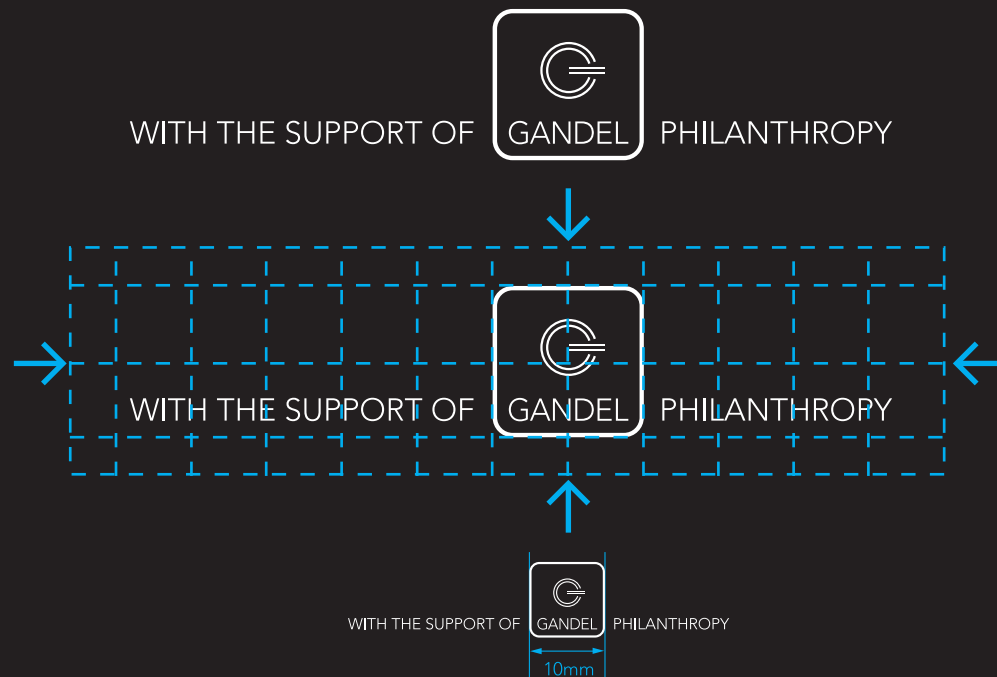 WITH THE SUPPORT OF GANDEL PHILANTHROPY
WITH THE SUPPORT OF GANDEL PHILANTHROPY
WITH THE SUPPORT OF GANDEL PHILANTHROPY
10mm